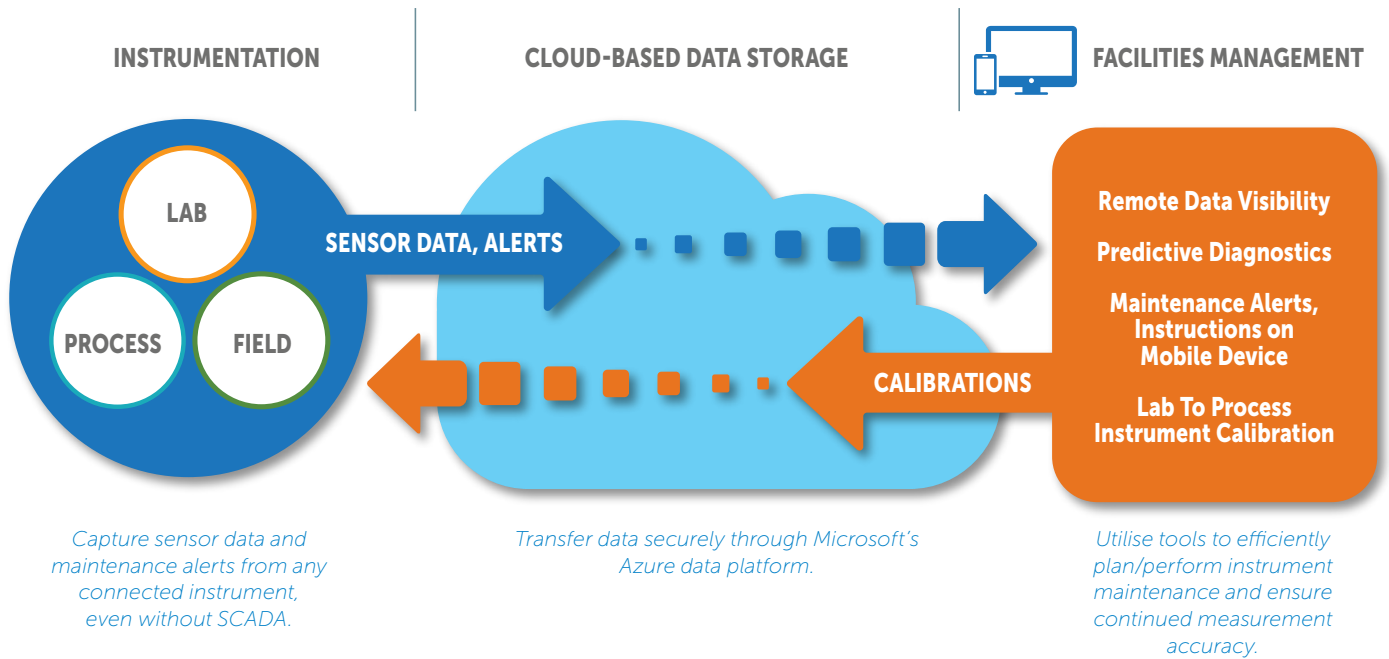 INSTRUMENTATION
CLOUD-BASED DATA STORAGE
FACILITIES MANAGEMENT
LAB
PROCESS
FIELD
SENSOR DATA, ALERTS
CALIBRATIONS
Remote Data Visibility
Predictive Diagnostics
Maintenance Alerts,
Instructions on
Mobile Device
Lab To Process
Instrument Calibration
Capture sensor data and
maintenance alerts from any
connected instrument,
even without SCADA.
Transfer data securely through Microsoft's
Azure data platform.
Utilise tools to efficiently
plan/perform instrument
maintenance and ensure
continued measurement
accuracy.